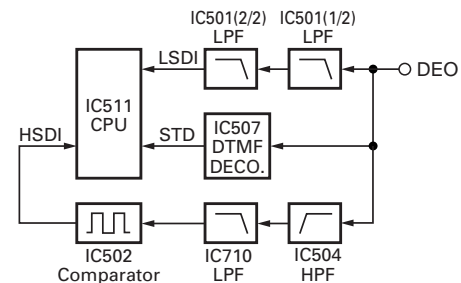 IC501(2/2)
LPF
IC501(1/2)
LPF
LSDI
DEO
IC511
CPU
HSDI
STD
IC507
DTMF
DECO.
IC502
Comparator
IC710
LPF
IC504
HPF